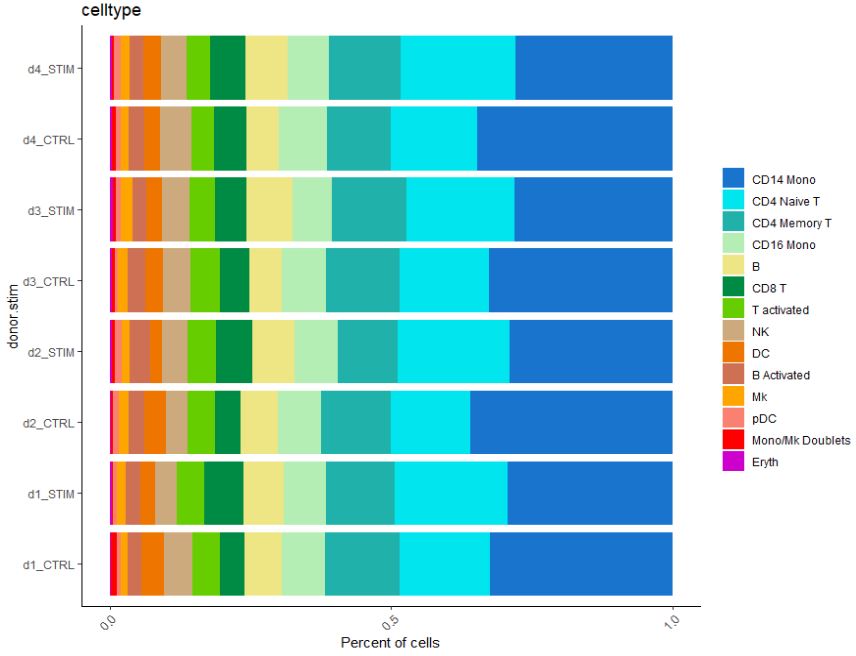 celltype
d4_STIM
d4_CTRL
d3_STIM
d3_CTRL
d2_STIM
d2_CTRL
d1_STIM
d1_CTRL
donor.stim
0.0
0.5
1.0
Percent of cells
CD14 Mono
CD4 Naive T
CD4 Memory T
CD16 Mono
B
CD8 T
T activated
NK
DC
B Activated
Mk
pDC
Mono/Mk Doublets
Eryth